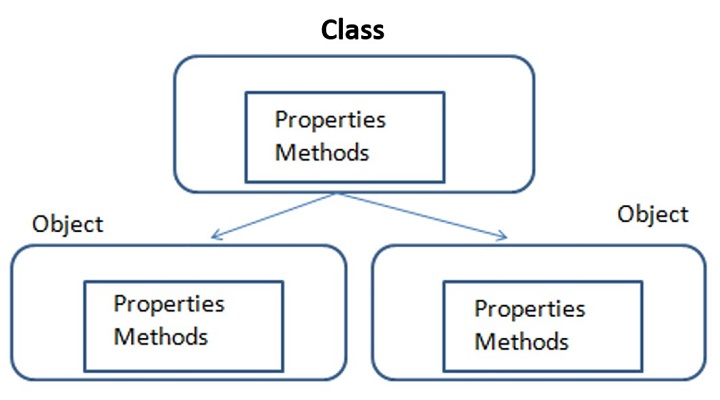 Class
Properties
Methods
Object
Object
Properties
Methods
Properties
Methods